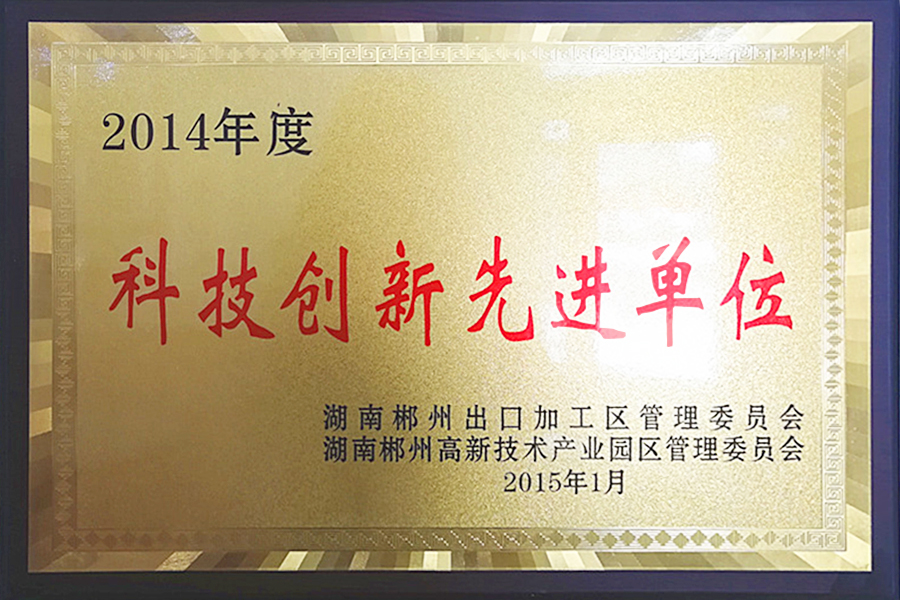 2014年度
科技创新先进单位
湖南郴州出口加工区管理委员会
湖南郴州高新技术产业园区管理委员会
2015年1月